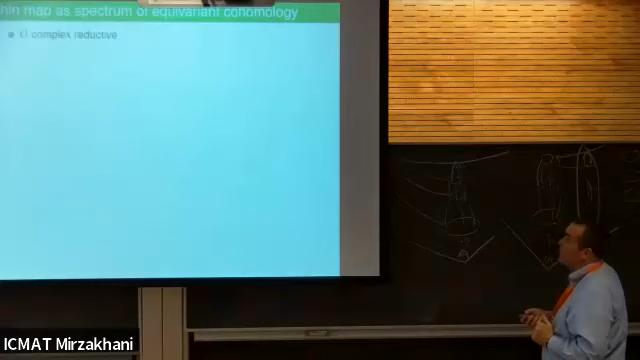 hin map as spectrum of equivariant cohomology
● G complex reductive
ICMAT Mirzakhani